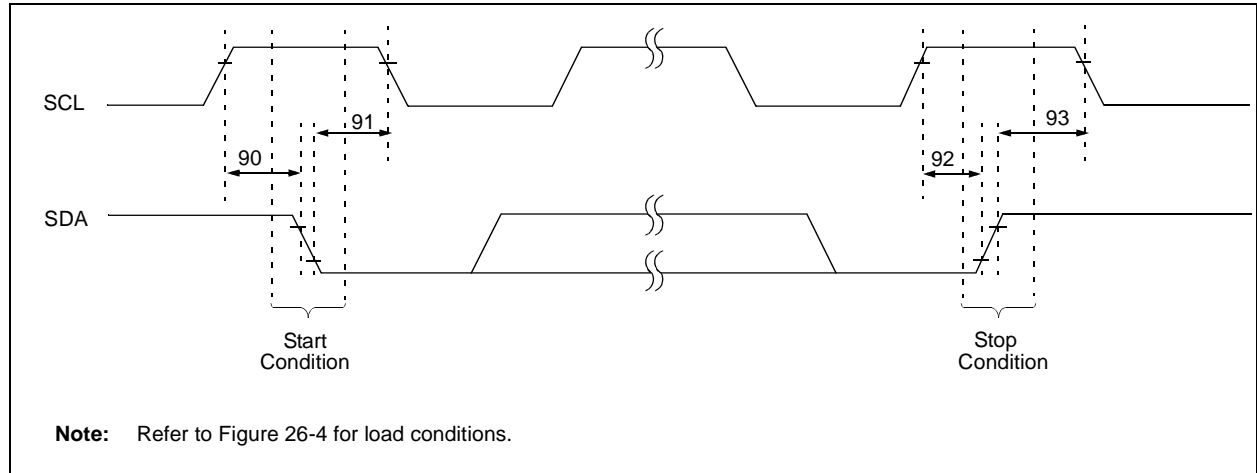 SCL
91
93
90
92
SDA
Start
Condition
Stop
Condition
Note: Refer to Figure 26-4 for load conditions.